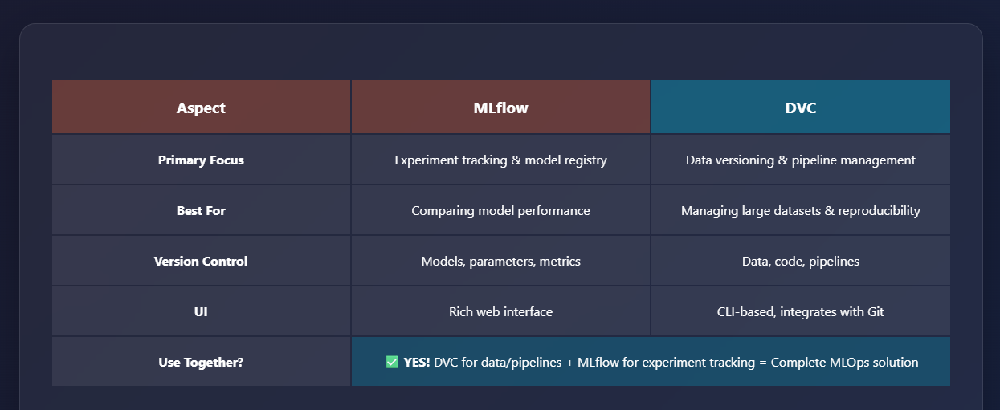 Aspect
MLflow
DVC
Primary Focus
Experiment tracking & model registry
Data versioning & pipeline management
Best For
Comparing model performance
Managing large datasets & reproducibility
Version Control
Models, parameters, metrics
Data, code, pipelines
UI
Rich web interface
CLI-based, integrates with Git
Use Together?
✅ YES! DVC for data/pipelines + MLflow for experiment tracking = Complete MLOps solution